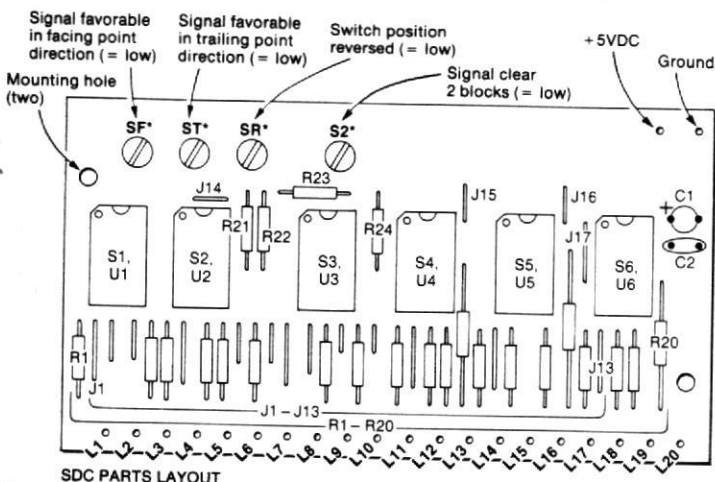 Signal favorable
in facing point
direction (= low)
Signal favorable
in trailing point
direction (= low)
Switch position
reversed (= low)
Signal clear
2 blocks (= low)
+5VDC
Ground
Mounting hole
(two)
SF*
ST*
SR*
S2*
J14
R23
J15
J16
C1
+
R21
R22
R24
J17
C2
S1,
U1
S2,
U2
S3,
U3
S4,
U4
S5,
U5
S6,
U6
R1
J1
J13
R20
J1 – J13
R1 – R20
L1 L2 L3 L4 L5 L6 L7 L8 L9 L10 L11 L12 L13 L14 L15 L16 L17 L18 L19 L20
SDC PARTS LAYOUT